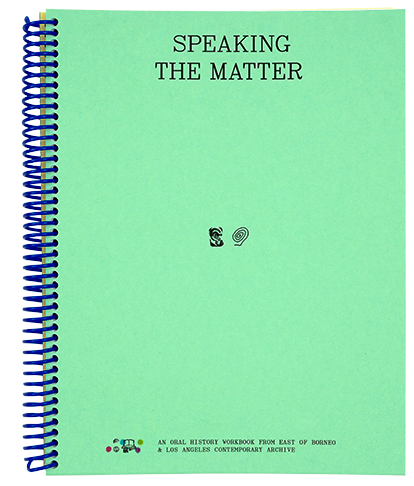 SPEAKING
THE MATTER
AN ORAL HISTORY WORKBOOK FROM EAST OF BORNEO
& LOS ANGELES CONTEMPORARY ARCHIVE